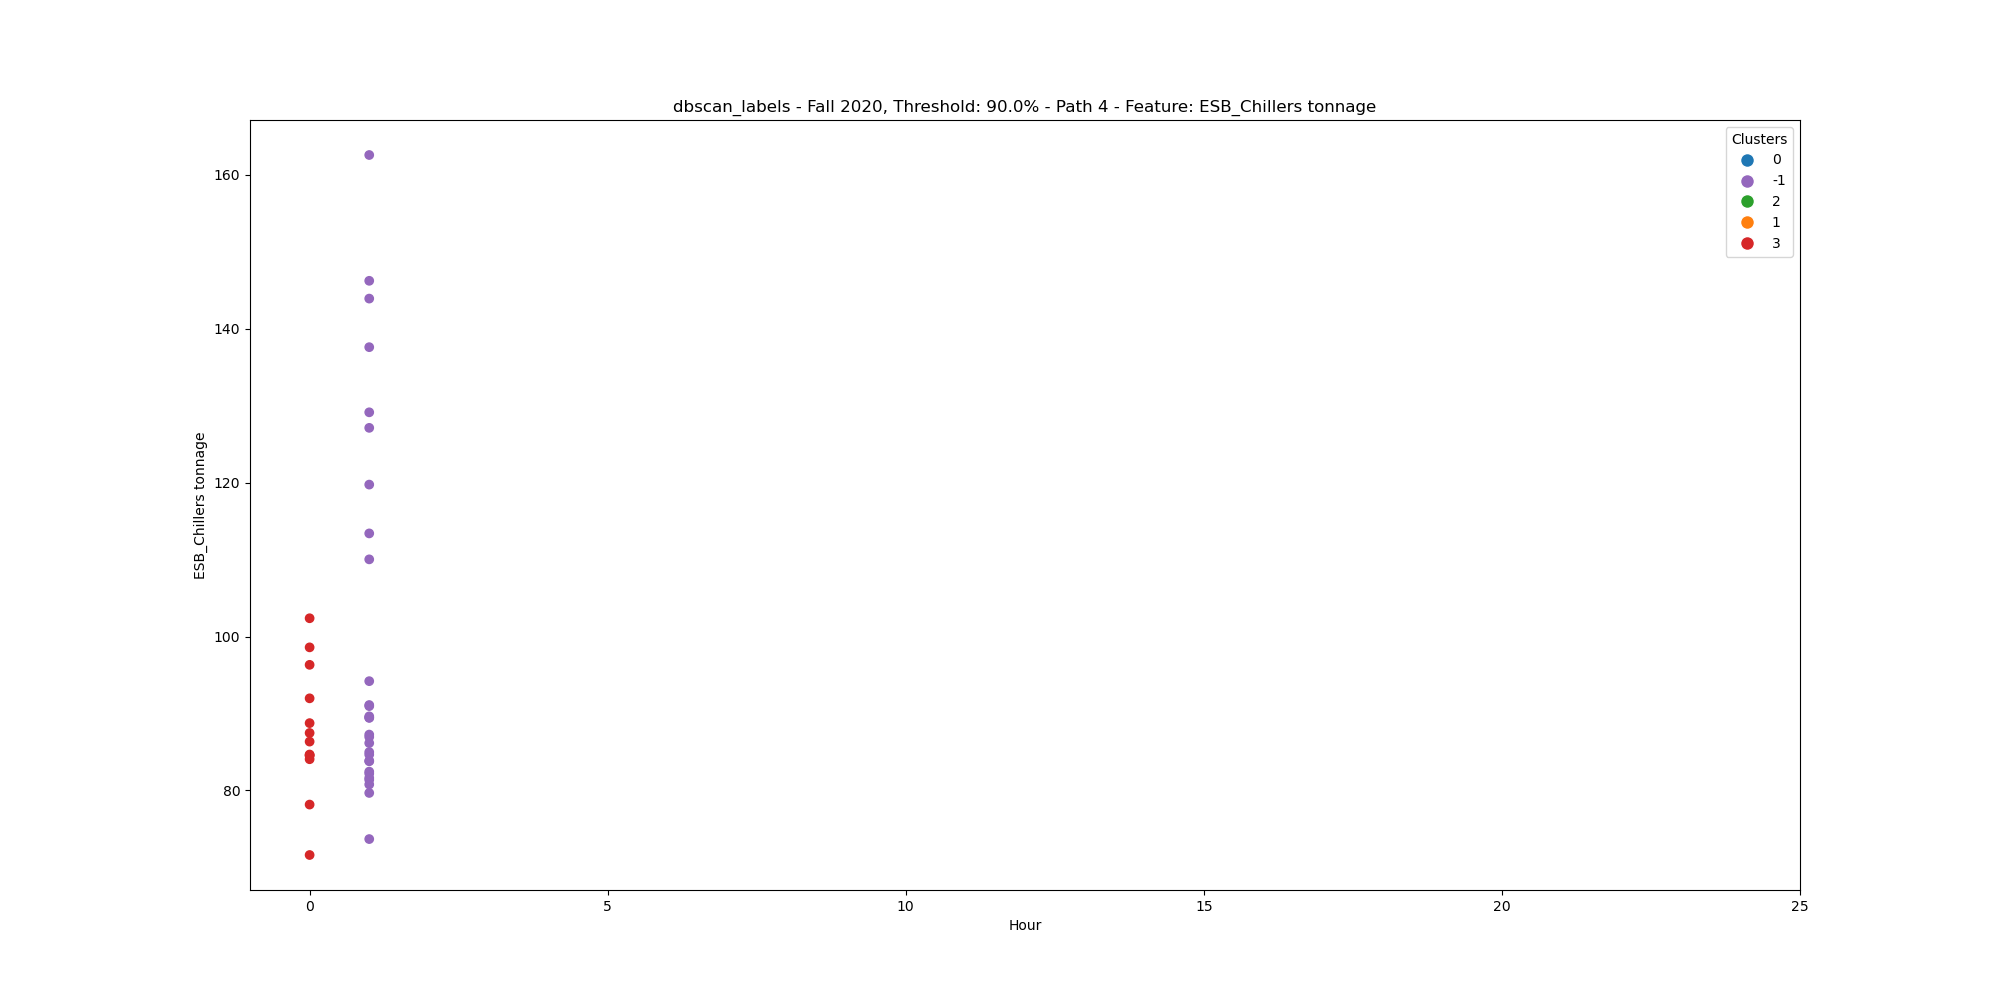 dbscan_labels - Fall 2020, Threshold: 90.0% - Path 4 - Feature: ESB_Chillers tonnage
Clusters
0
-1
2
1
3
160
140
120
100
80
ESB_Chillers tonnage
0 5 10 15 20 25
Hour